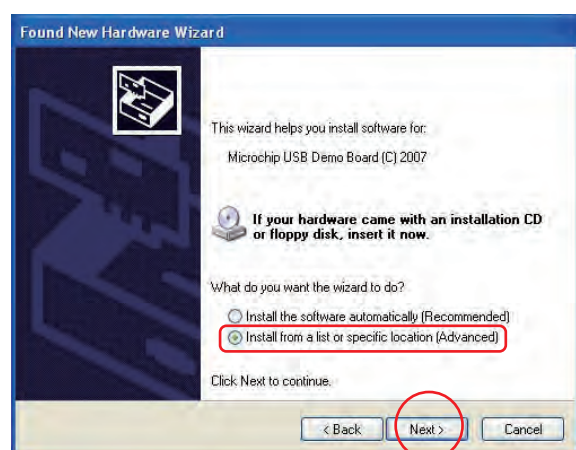 Found New Hardware Wizard
This wizard helps you install software for:
Microchip USB Demo Board (C) 2007
If your hardware came with an installation CD
or floppy disk, insert it now.
What do you want the wizard to do?
Install the software automatically (Recommended)
Install from a list or specific location (Advanced)
Click Next to continue.
< Back Next > Cancel